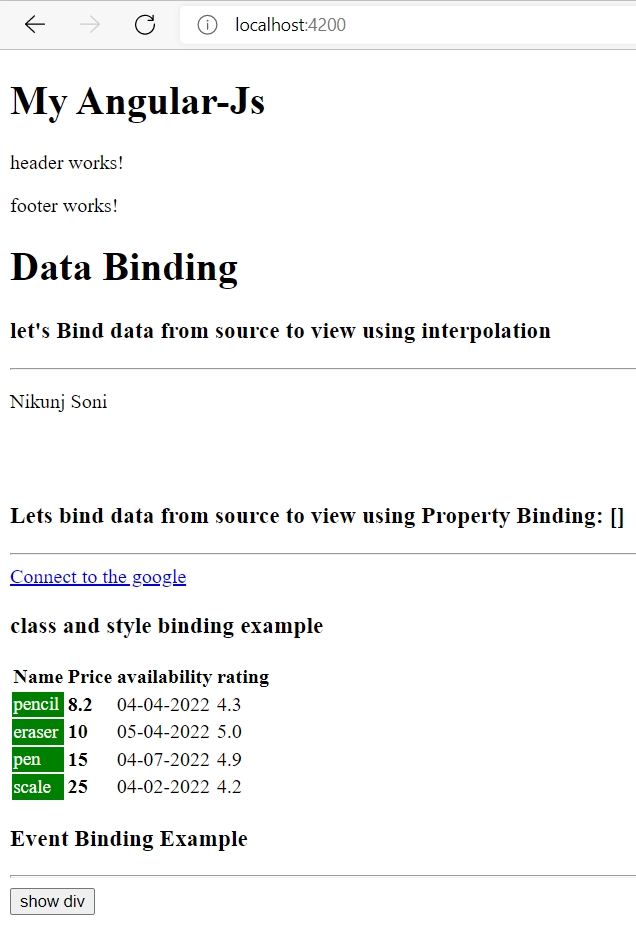 localhost:4200
My Angular-Js
header works!
footer works!
Data Binding
let's Bind data from source to view using interpolation
Nikunj Soni
Lets bind data from source to view using Property Binding: []
Connect to the google
class and style binding example
Name Price availability rating
pencil 8.2 04-04-2022 4.3
eraser 10 05-04-2022 5.0
pen 15 04-07-2022 4.9
scale 25 04-02-2022 4.2
Event Binding Example
show div